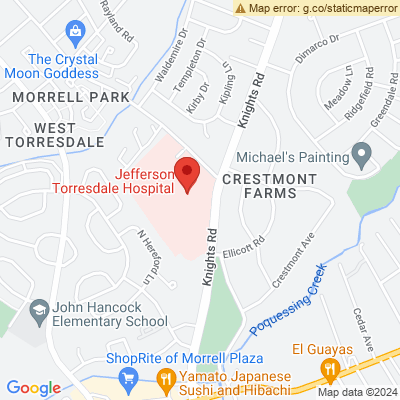 Map error: g.co/staticmaperror
Rayland Rd
Waldemire Dr
Templeton Dr
Kirby Dr
Kipling Ln
Knights Rd
Dimarco Dr
Meadow Ln
Ridgefield Rd
Greendale Rd
The Crystal
Moon Goddess
MORRELL PARK
WEST
TORRESDALE
Jefferson
Torresdale Hospital
Michael's Painting
CRESTMONT
FARMS
N Hereford Ln
Knights Rd
Ellicott Rd
Crestmont Ave
Poquessing Creek
Cedar Ave
John Hancock
Elementary School
ShopRite of Morrell Plaza
El Guayas
Yamato Japanese
Sushi and Hibachi
Google
Map data ©2024